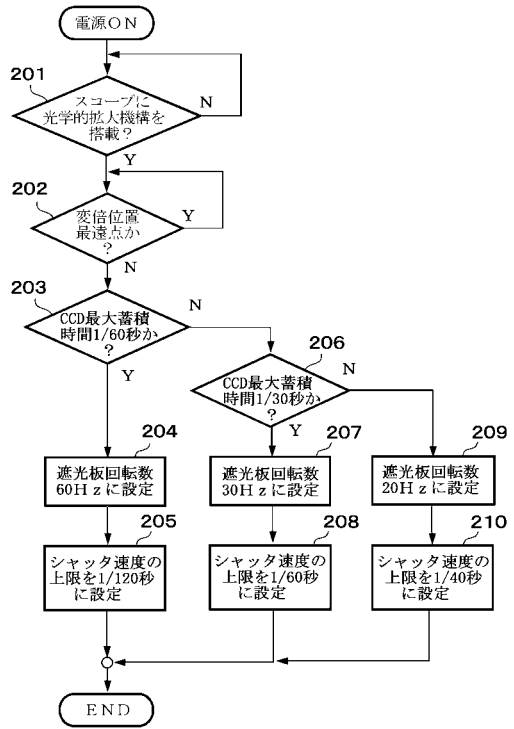 電源ON
201
スコープに
光学的拡大機構を
搭載？
N
Y
202
変倍位置
最遠点か
？
Y
N
203
CCD最大蓄積
時間1/60秒か
？
N
Y
206
CCD最大蓄積
時間1/30秒か
？
N
Y
204
遮光板回転数
60Hzに設定
207
遮光板回転数
30Hzに設定
209
遮光板回転数
20Hzに設定
205
シャッタ速度の
上限を1/120秒
に設定
208
シャッタ速度の
上限を1/60秒
に設定
210
シャッタ速度の
上限を1/40秒
に設定
END